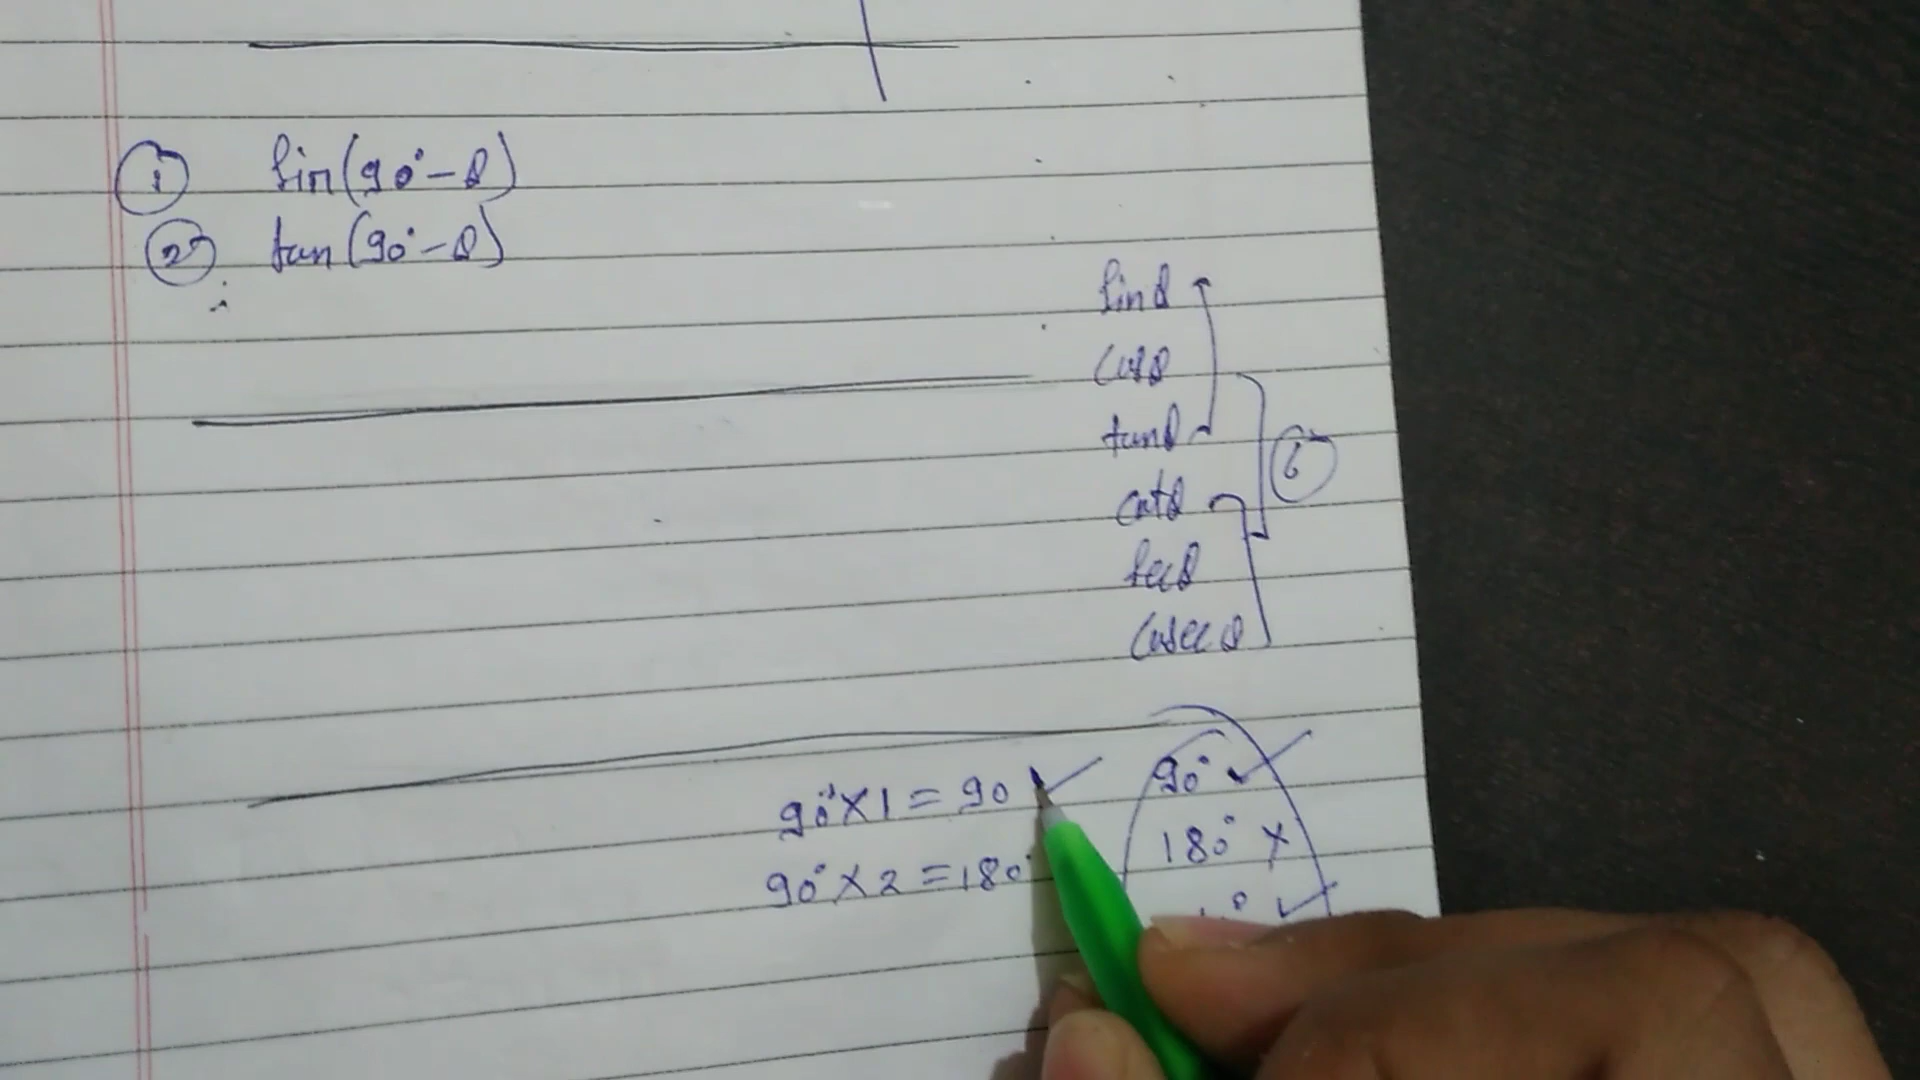 1 sin(90°-θ)
2 tan(90°-θ)
sinθ
cosθ
tanθ
cotθ
secθ
cosecθ
6
90°×1=90 ✓
90°×2=180°
90° ✓
180° ×